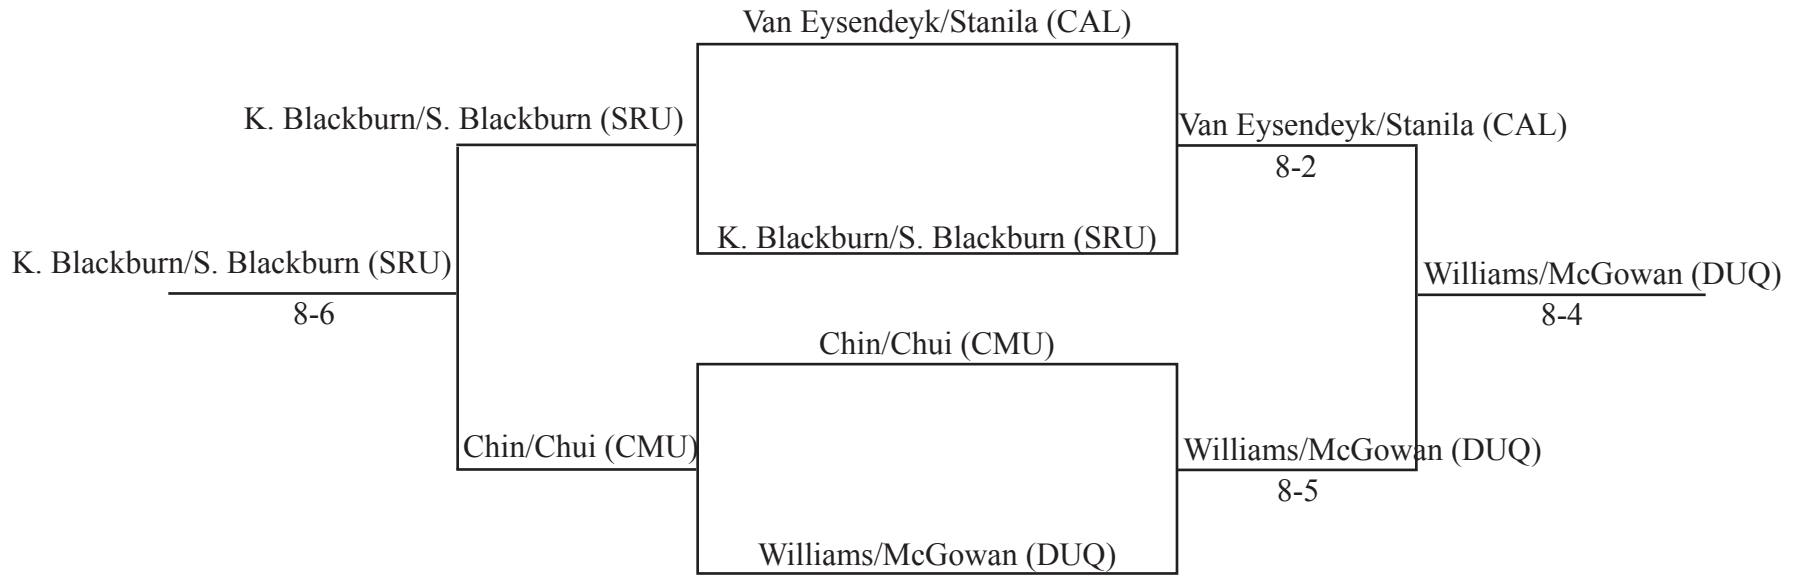 Van Eysendeyk/Stanila (CAL)
K. Blackburn/S. Blackburn (SRU)
Van Eysendeyk/Stanila (CAL)
8-2
K. Blackburn/S. Blackburn (SRU)
K. Blackburn/S. Blackburn (SRU)
8-6
Williams/McGowan (DUQ)
8-4
Chin/Chui (CMU)
Chin/Chui (CMU)
Williams/McGowan (DUQ)
8-5
Williams/McGowan (DUQ)